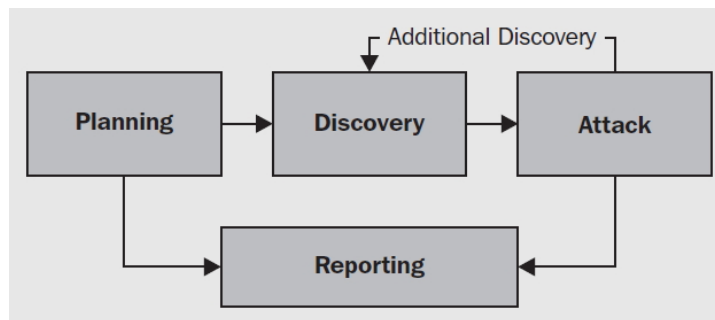 Additional Discovery
Planning
Discovery
Attack
Reporting